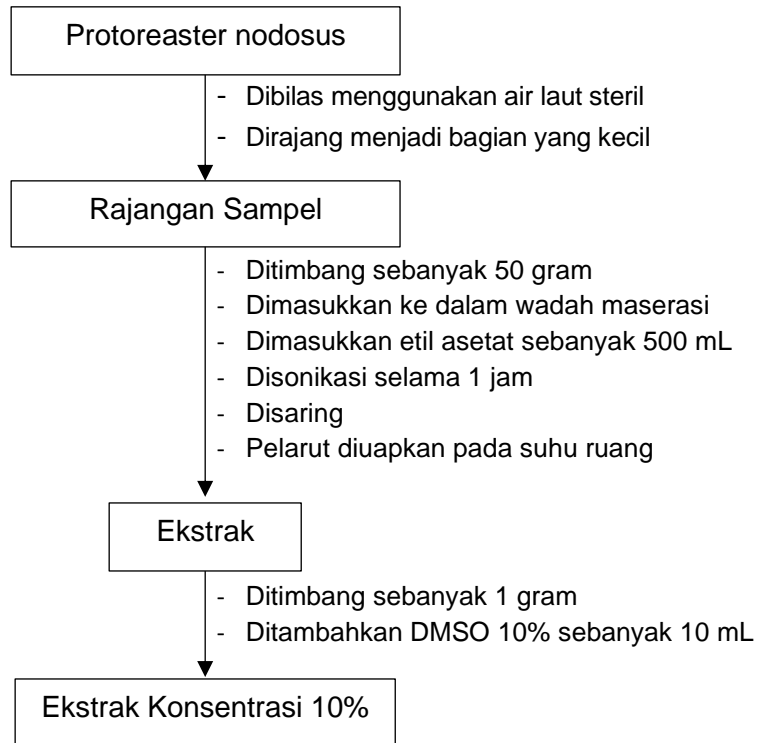 Protoreaster nodosus
- Dibilas menggunakan air laut steril
- Dirajang menjadi bagian yang kecil
Rajangan Sampel
- Ditimbang sebanyak 50 gram
- Dimasukkan ke dalam wadah maserasi
- Dimasukkan etil asetat sebanyak 500 mL
- Disonikasi selama 1 jam
- Disaring
- Pelarut diuapkan pada suhu ruang
Ekstrak
- Ditimbang sebanyak 1 gram
- Ditambahkan DMSO 10% sebanyak 10 mL
Ekstrak Konsentrasi 10%